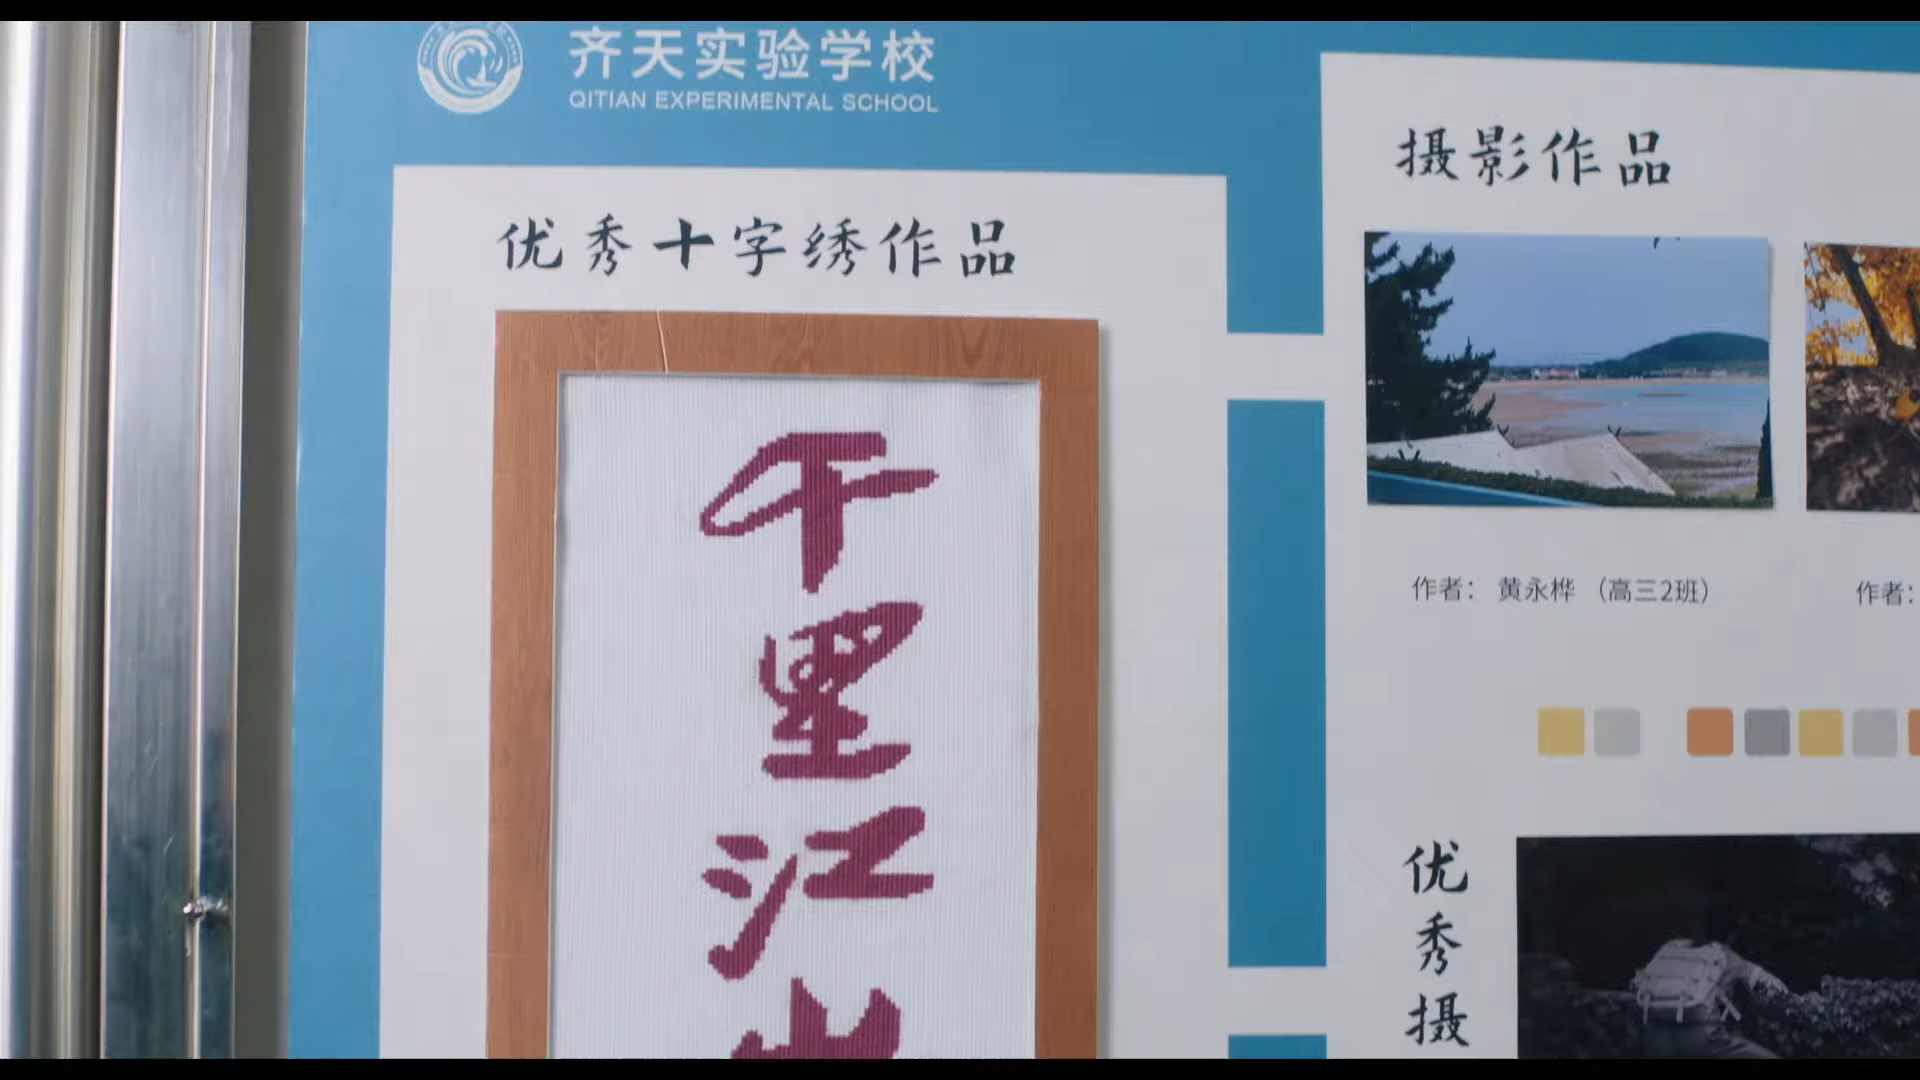 齐天实验学校
QITIAN EXPERIMENTAL SCHOOL
优秀十字绣作品
千
里
江
摄影作品
作者： 黄永桦 （高三2班）
作者：
优
秀
摄